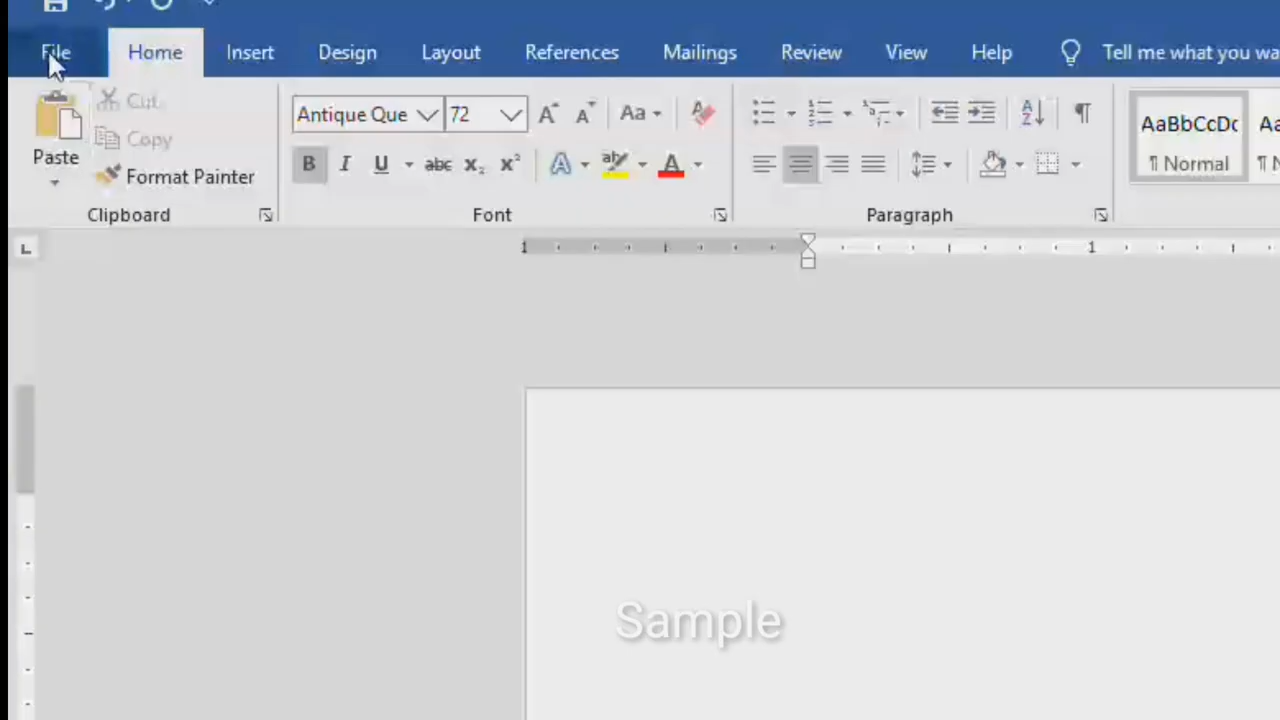 File Home Insert Design Layout References Mailings Review View Help Tell me what you wa
Cut
Antique Que 72 Aa
AaBbCcDc
Copy
Paste
B I U abc x₂ x² A aby A
¶ Normal
Format Painter
Clipboard Font Paragraph
1 1
Sample